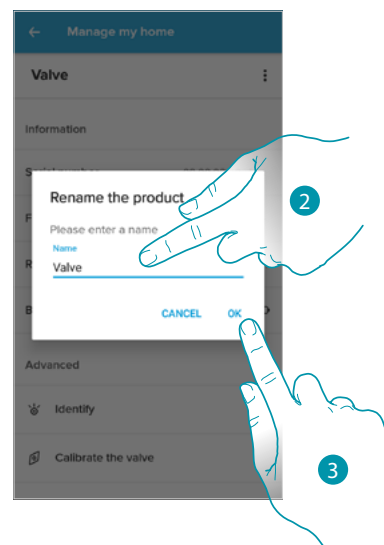 Manage my home
Valve
Information
Rename the product
Please enter a name
Name
Valve
CANCEL OK
Advanced
Identify
Calibrate the valve
2
3